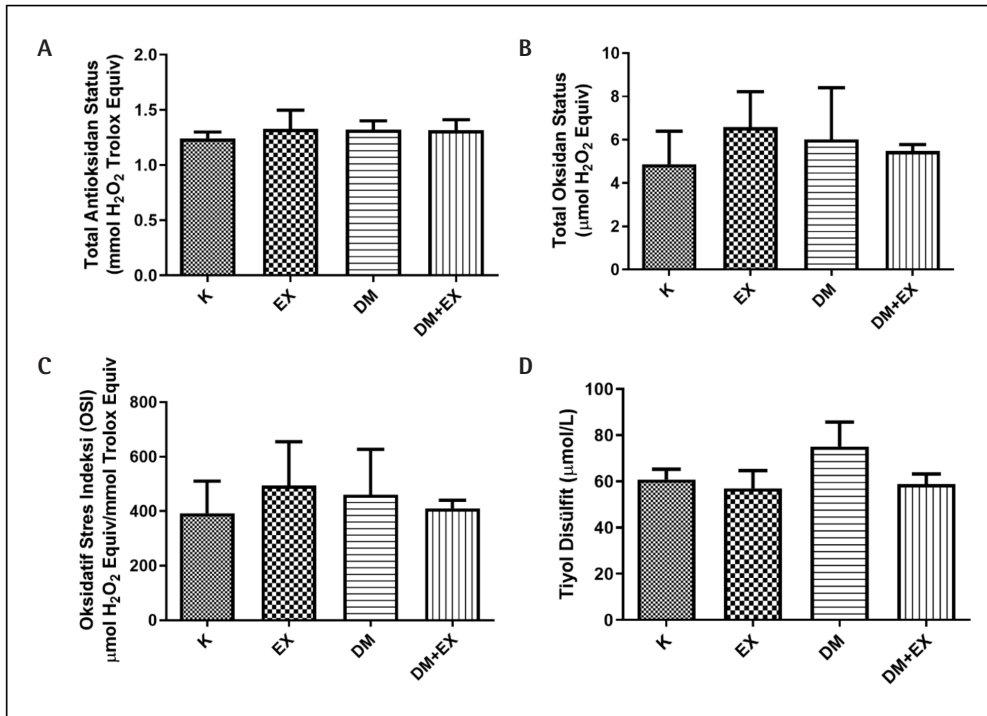 A
Total Antioksidan Status
(mmol H₂O₂ Trolox Equiv)
2.0
1.5
1.0
0.5
0.0
K
EX
DM
DM+EX
B
Total Oksidan Status
(μmol H₂O₂ Equiv)
10
8
6
4
2
0
K
EX
DM
DM+EX
C
Oksidatif Stres Indeksi (OSI)
μmol H₂O₂ Equiv/mmol Trolox Equiv
800
600
400
200
0
K
EX
DM
DM+EX
D
Tiyol Disülfit (μmol/L)
100
80
60
40
20
0
K
EX
DM
DM+EX